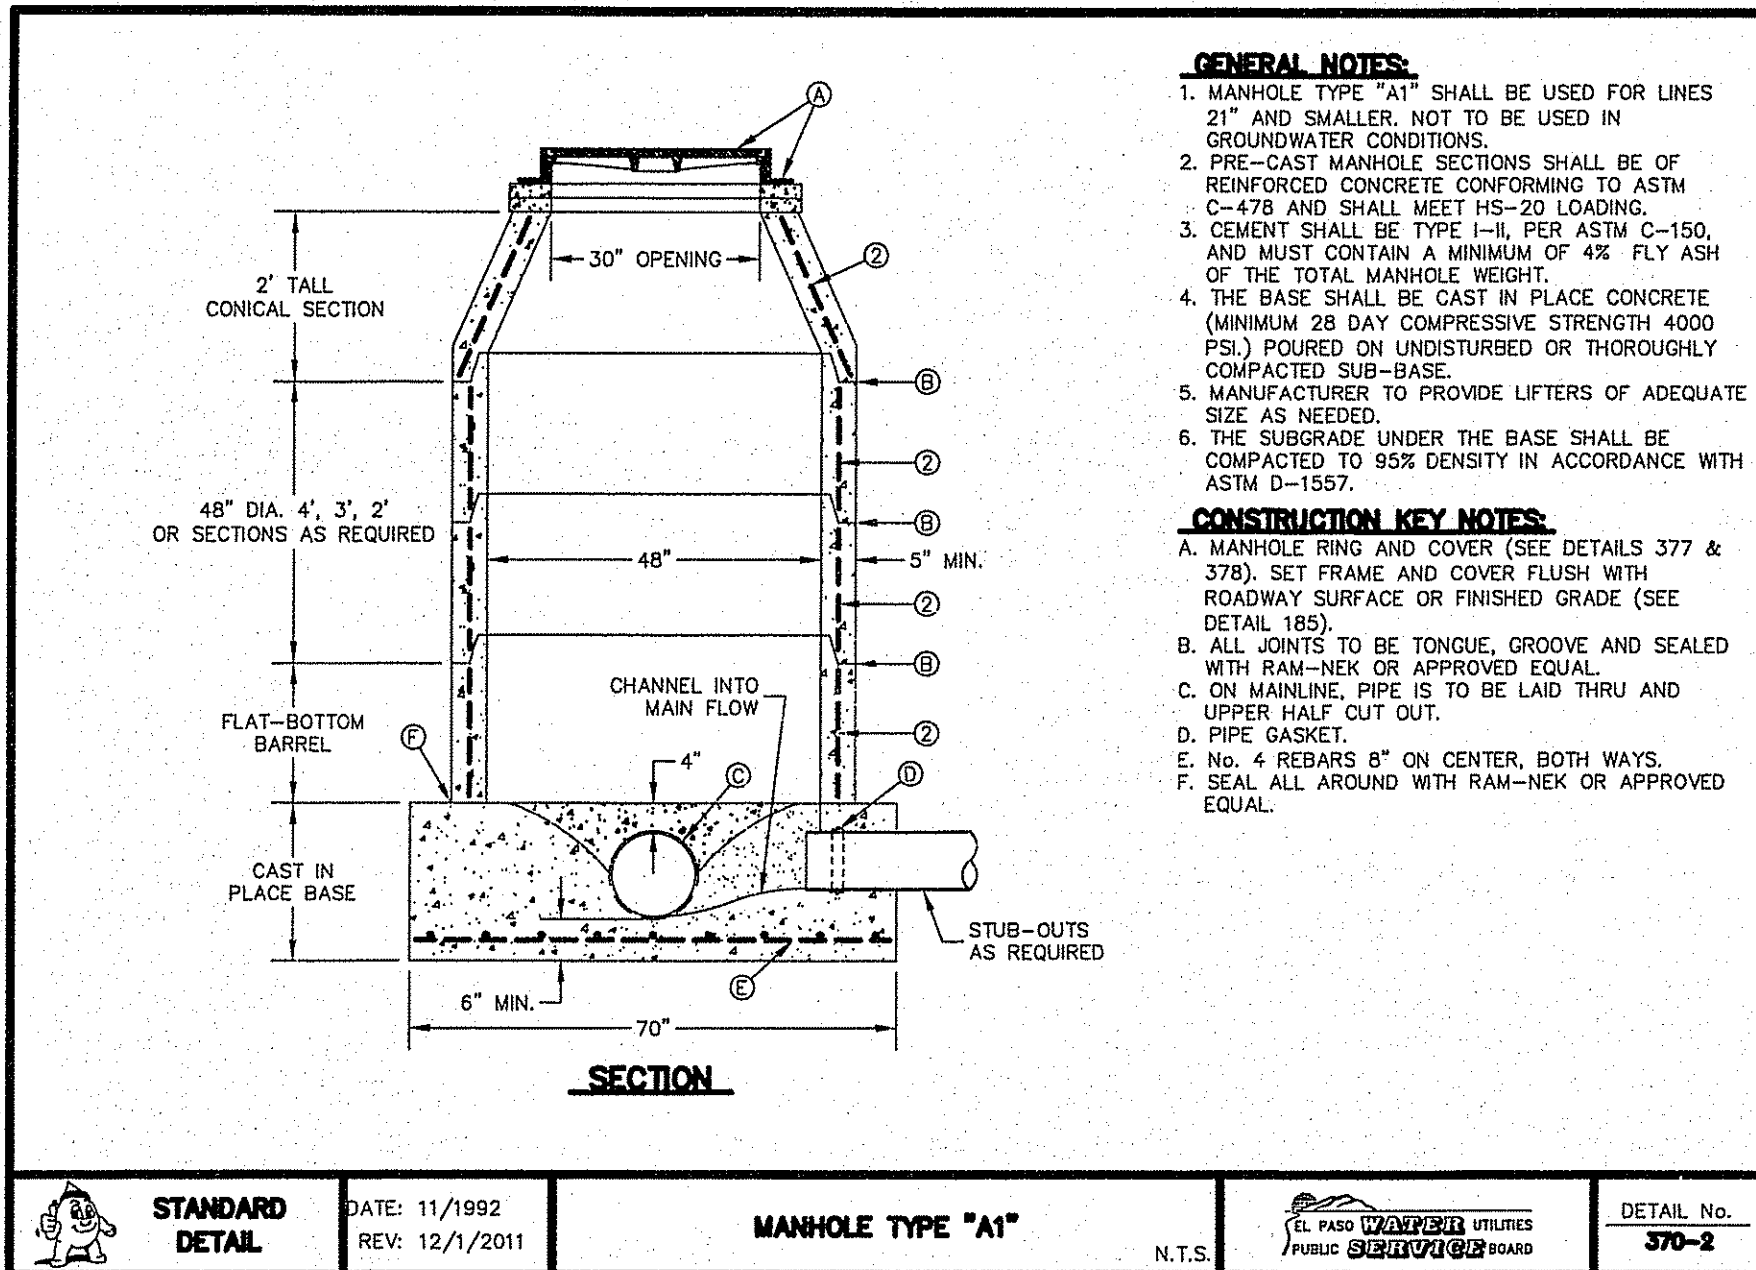 GENERAL NOTES:
1. MANHOLE TYPE "A1" SHALL BE USED FOR LINES
21" AND SMALLER. NOT TO BE USED IN
GROUNDWATER CONDITIONS.
2. PRE-CAST MANHOLE SECTIONS SHALL BE OF
REINFORCED CONCRETE CONFORMING TO ASTM
C-478 AND SHALL MEET HS-20 LOADING.
3. CEMENT SHALL BE TYPE I-II, PER ASTM C-150,
AND MUST CONTAIN A MINIMUM OF 4% FLY ASH
OF THE TOTAL MANHOLE WEIGHT.
4. THE BASE SHALL BE CAST IN PLACE CONCRETE
(MINIMUM 28 DAY COMPRESSIVE STRENGTH 4000
PSI.) POURED ON UNDISTURBED OR THOROUGHLY
COMPACTED SUB-BASE.
5. MANUFACTURER TO PROVIDE LIFTERS OF ADEQUATE
SIZE AS NEEDED.
6. THE SUBGRADE UNDER THE BASE SHALL BE
COMPACTED TO 95% DENSITY IN ACCORDANCE WITH
ASTM D-1557.
CONSTRUCTION KEY NOTES:
A. MANHOLE RING AND COVER (SEE DETAILS 377 &
378). SET FRAME AND COVER FLUSH WITH
ROADWAY SURFACE OR FINISHED GRADE (SEE
DETAIL 185).
B. ALL JOINTS TO BE TONGUE, GROOVE AND SEALED
WITH RAM-NEK OR APPROVED EQUAL.
C. ON MAINLINE, PIPE IS TO BE LAID THRU AND
UPPER HALF CUT OUT.
D. PIPE GASKET.
E. No. 4 REBARS 8" ON CENTER, BOTH WAYS.
F. SEAL ALL AROUND WITH RAM-NEK OR APPROVED
EQUAL.
A
30" OPENING
2
2' TALL
CONICAL SECTION
B
2
48" DIA. 4', 3', 2'
OR SECTIONS AS REQUIRED
B
48"
5" MIN.
2
B
CHANNEL INTO
MAIN FLOW
FLAT-BOTTOM
BARREL
F
2
4"
C
D
CAST IN
PLACE BASE
STUB-OUTS
AS REQUIRED
E
6" MIN.
70"
SECTION
STANDARD
DETAIL
DATE: 11/1992
REV: 12/1/2011
MANHOLE TYPE "A1"
N.T.S.
EL PASO WATER UTILITIES
PUBLIC SERVICE BOARD
DETAIL No.
370-2